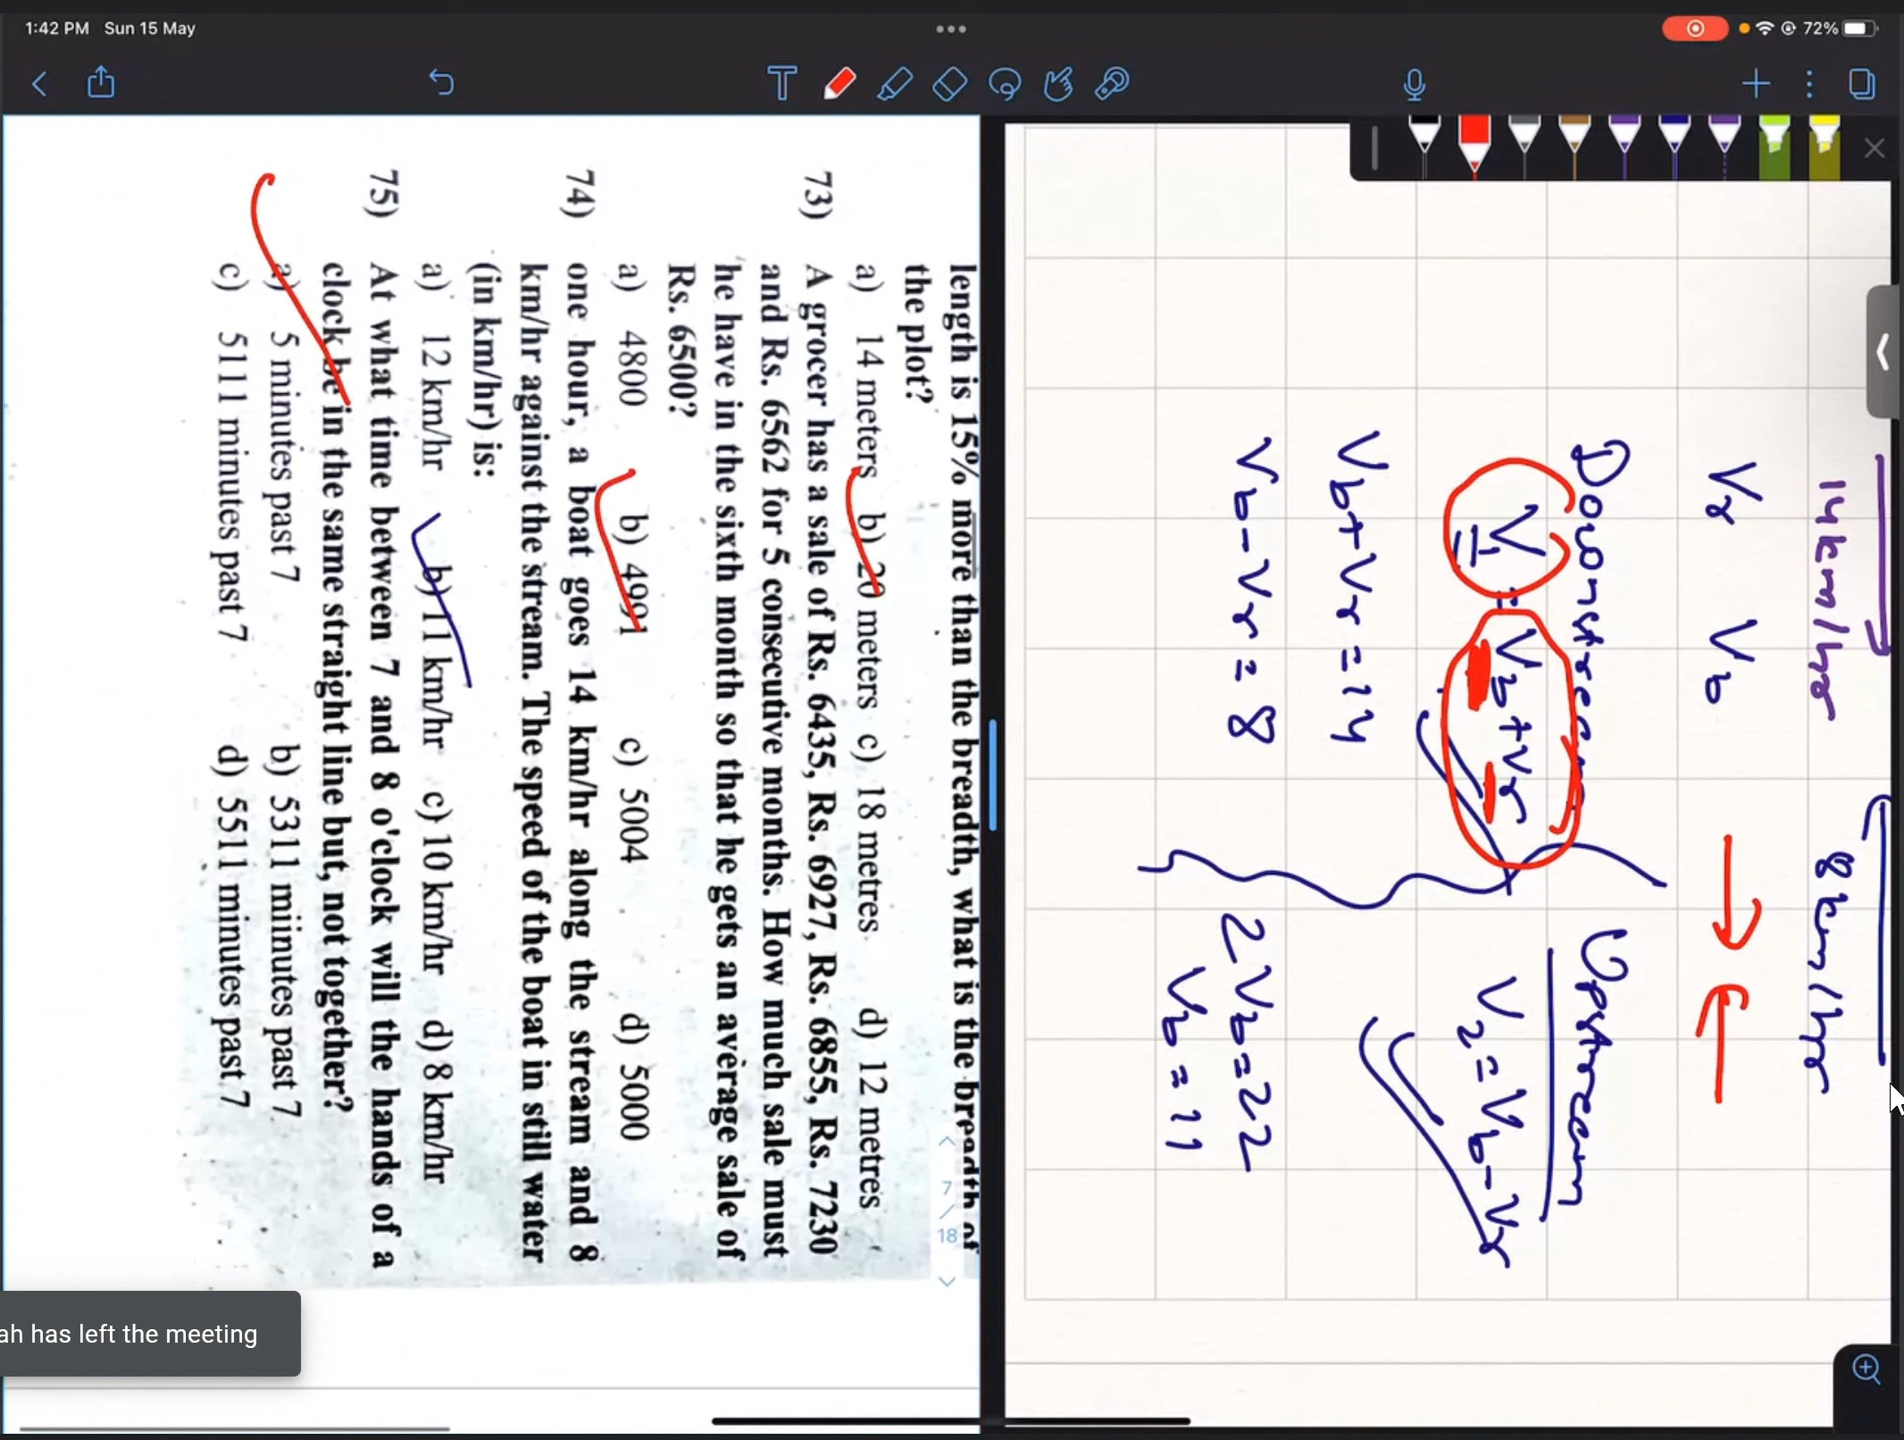 1:42 PM Sun 15 May
72%
length is 15% more than the breadth, what is the breadth of
the plot?
a) 14 meters b) 20 meters c) 18 metres d) 12 metres
73) A grocer has a sale of Rs. 6435, Rs. 6927, Rs. 6855, Rs. 7230
and Rs. 6562 for 5 consecutive months. How much sale must
he have in the sixth month so that he gets an average sale of
Rs. 6500?
a) 4800 b) 4991 c) 5004 d) 5000
74) one hour, a boat goes 14 km/hr along the stream and 8
km/hr against the stream. The speed of the boat in still water
(in km/hr) is:
a) 12 km/hr b) 11 km/hr c) 10 km/hr d) 8 km/hr
75) At what time between 7 and 8 o'clock will the hands of a
clock be in the same straight line but, not together?
a) 5 minutes past 7 b) 5311 miinutes past 7
c) 5111 minutes past 7 d) 5511 minutes past 7
7 / 18
14km/hr 8km/hr
Vr Vb
Downstream Upstream
V1 = Vb+Vr V2 = Vb-Vr
Vb+Vr = 14
Vb-Vr = 8
2Vb=22
Vb = 11
ah has left the meeting